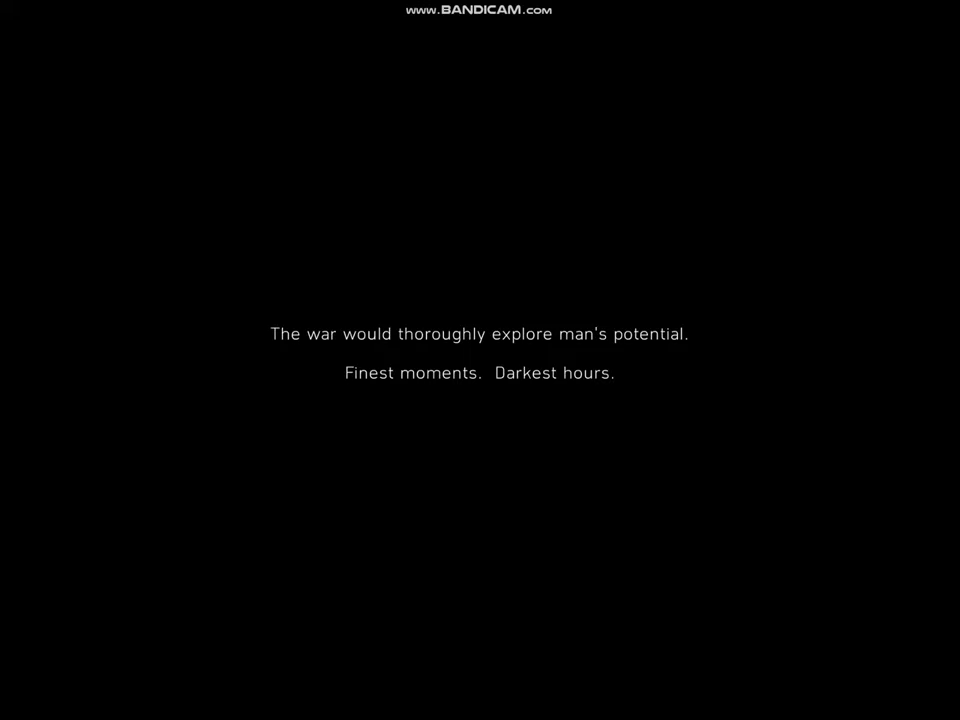 www.BANDICAM.com
The war would thoroughly explore man's potential.
Finest moments.  Darkest hours.